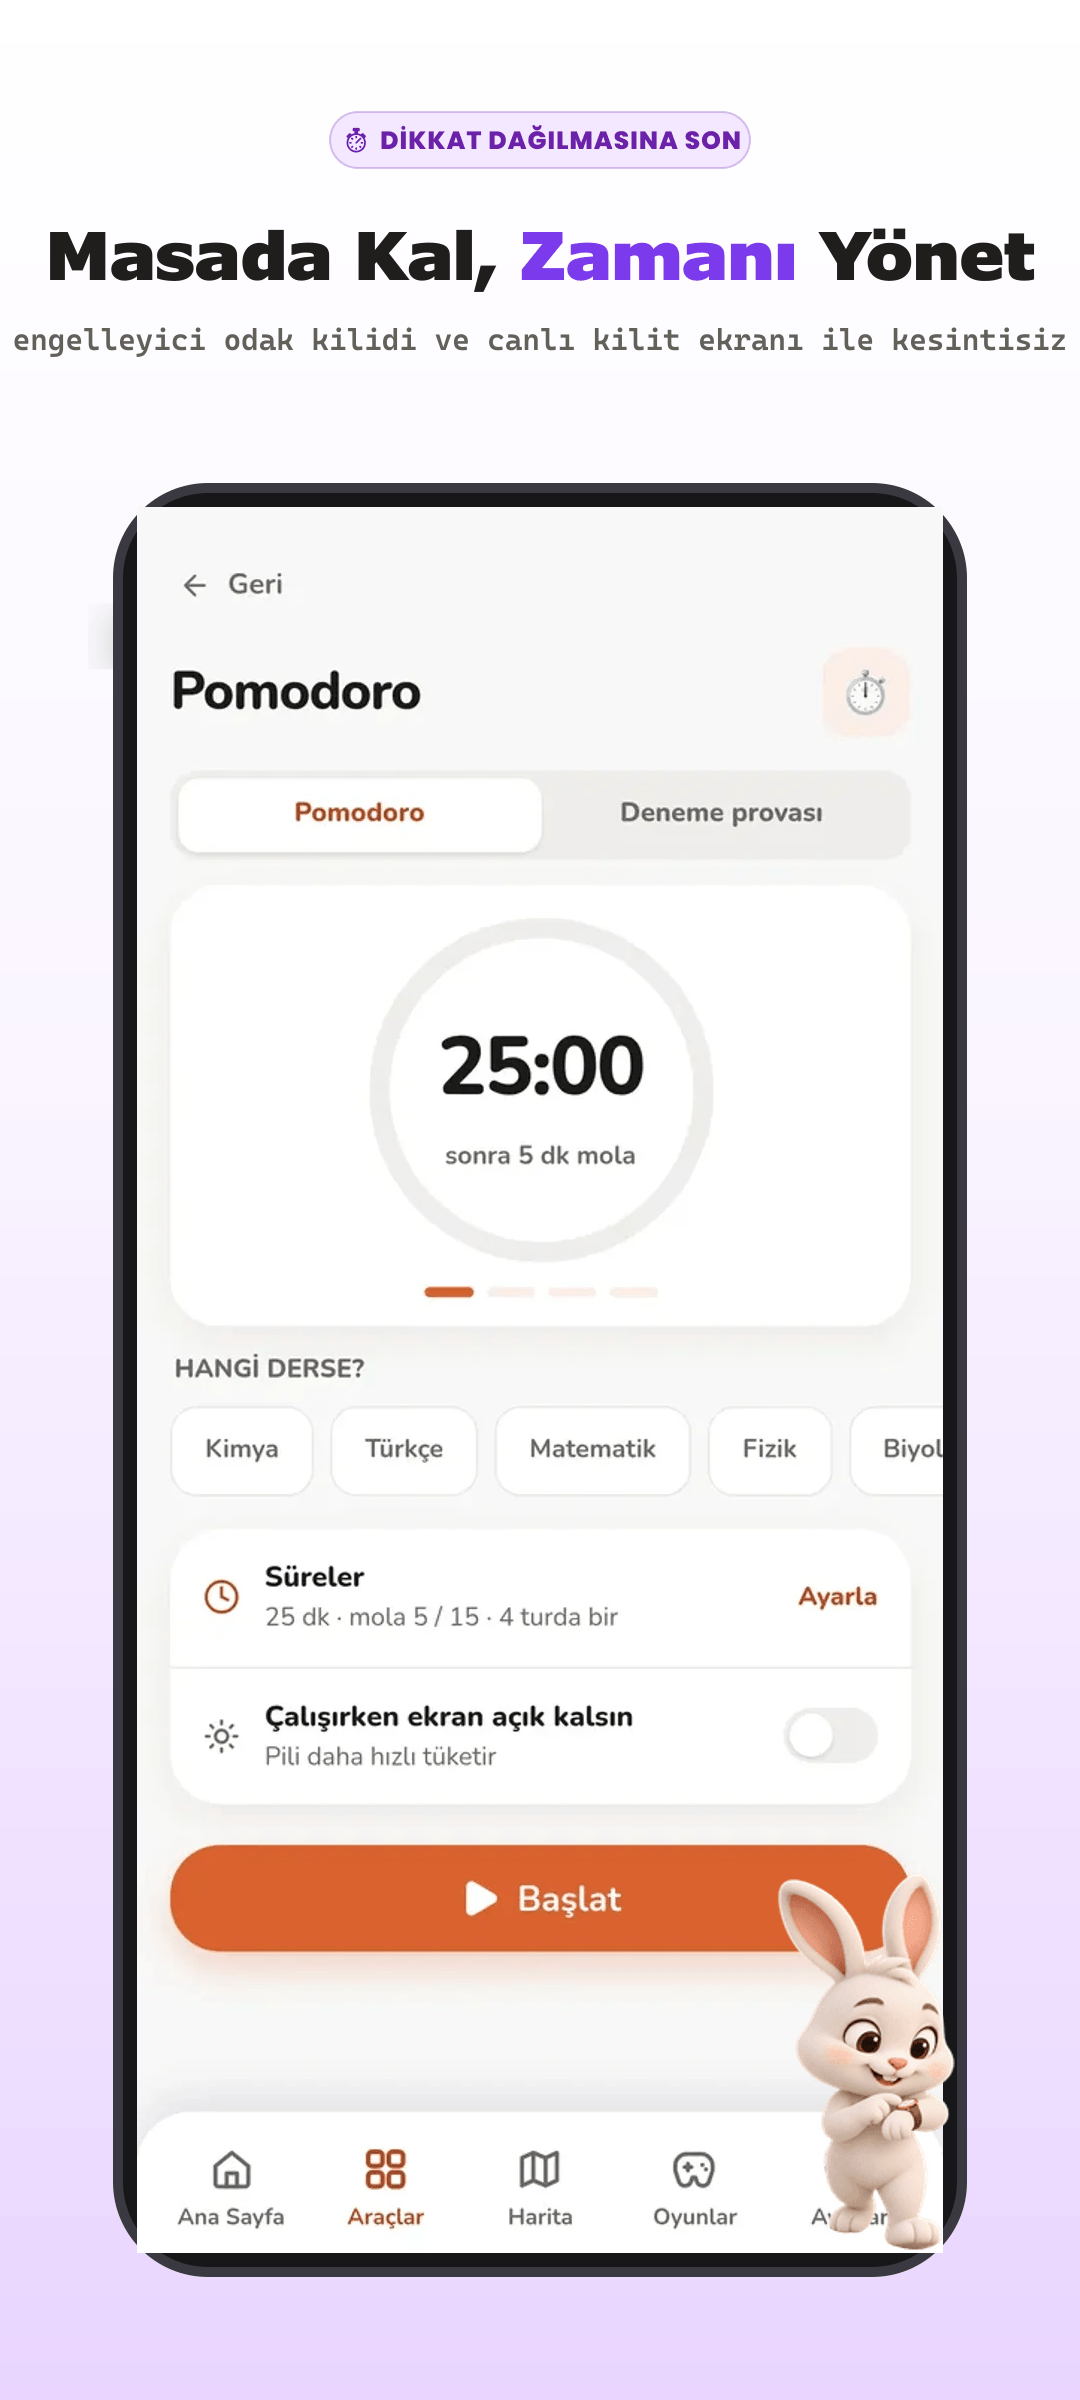 DİKKAT DAĞILMASINA SON
Masada Kal, Zamanı Yönet
engelleyici odak kilidi ve canlı kilit ekranı ile kesintisiz
Geri
Pomodoro
Pomodoro
Deneme provası
25:00
sonra 5 dk mola
HANGİ DERSE?
Kimya
Türkçe
Matematik
Fizik
Biyol
Süreler
25 dk · mola 5 / 15 · 4 turda bir
Ayarla
Çalışırken ekran açık kalsın
Pili daha hızlı tüketir
Başlat
Ana Sayfa
Araçlar
Harita
Oyunlar